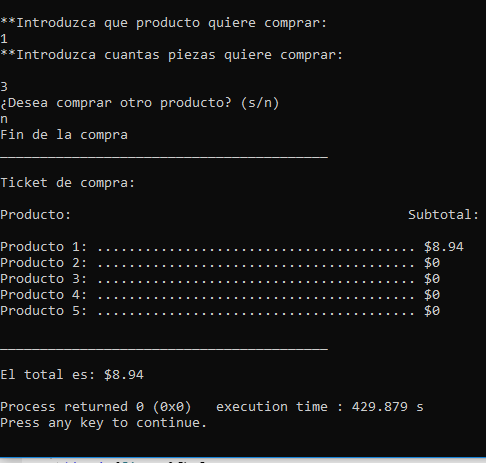 **Introduzca que producto quiere comprar:
1
**Introduzca cuantas piezas quiere comprar:
3
¿Desea comprar otro producto? (s/n)
n
Fin de la compra
_________________________________________
Ticket de compra:
Producto: Subtotal:
Producto 1: ........................................ $8.94
Producto 2: ........................................ $0
Producto 3: ........................................ $0
Producto 4: ........................................ $0
Producto 5: ........................................ $0
_________________________________________
El total es: $8.94
Process returned 0 (0x0)   execution time : 429.879 s
Press any key to continue.